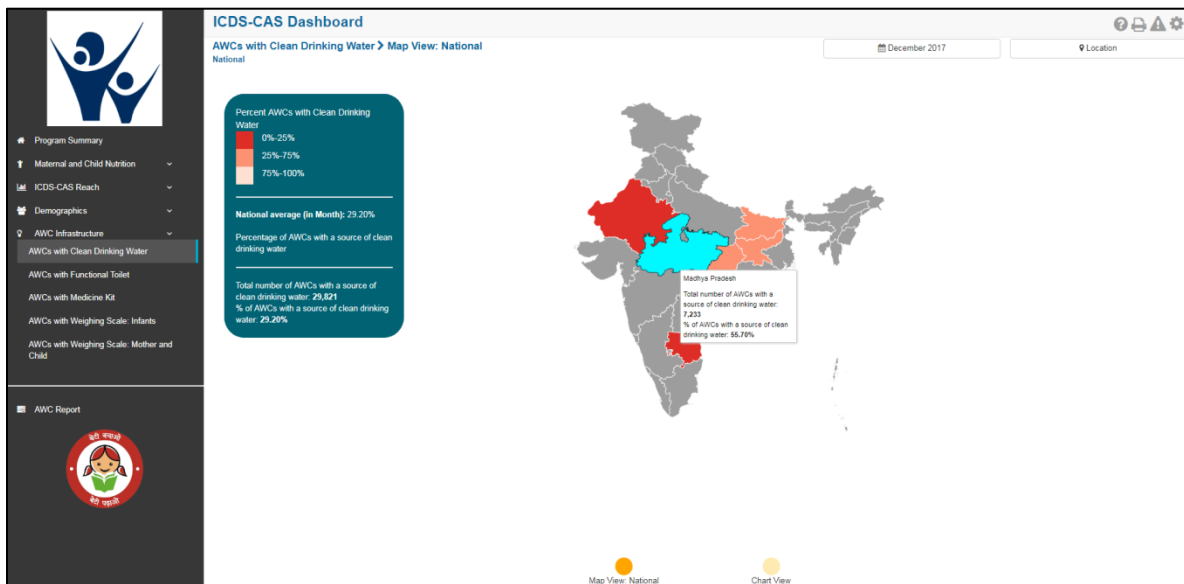 ICDS-CAS Dashboard
AWCs with Clean Drinking Water > Map View: National
National
December 2017
Location
Program Summary
Maternal and Child Nutrition
ICDS-CAS Reach
Demographics
AWC Infrastructure
AWCs with Clean Drinking Water
AWCs with Functional Toilet
AWCs with Medicine Kit
AWCs with Weighing Scale: Infants
AWCs with Weighing Scale: Mother and
Child
AWC Report
बेटी बचाओ
बेटी पढ़ाओ
Percent AWCs with Clean Drinking
Water
0%-25%
25%-75%
75%-100%
National average (in Month): 29.20%
Percentage of AWCs with a source of clean
drinking water
Total number of AWCs with a source of
clean drinking water: 29,821
% of AWCs with a source of clean drinking
water: 29.20%
Madhya Pradesh
Total number of AWCs with a
source of clean drinking water:
7,233
% of AWCs with a source of clean
drinking water: 55.70%
Map View: National
Chart View